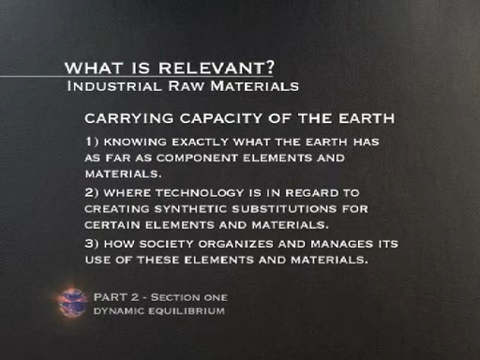 WHAT IS RELEVANT?
INDUSTRIAL RAW MATERIALS
CARRYING CAPACITY OF THE EARTH
1) KNOWING EXACTLY WHAT THE EARTH HAS
AS FAR AS COMPONENT ELEMENTS AND
MATERIALS.
2) WHERE TECHNOLOGY IS IN REGARD TO
CREATING SYNTHETIC SUBSTITUTIONS FOR
CERTAIN ELEMENTS AND MATERIALS.
3) HOW SOCIETY ORGANIZES AND MANAGES ITS
USE OF THESE ELEMENTS AND MATERIALS.
PART 2 - SECTION ONE
DYNAMIC EQUILIBRIUM